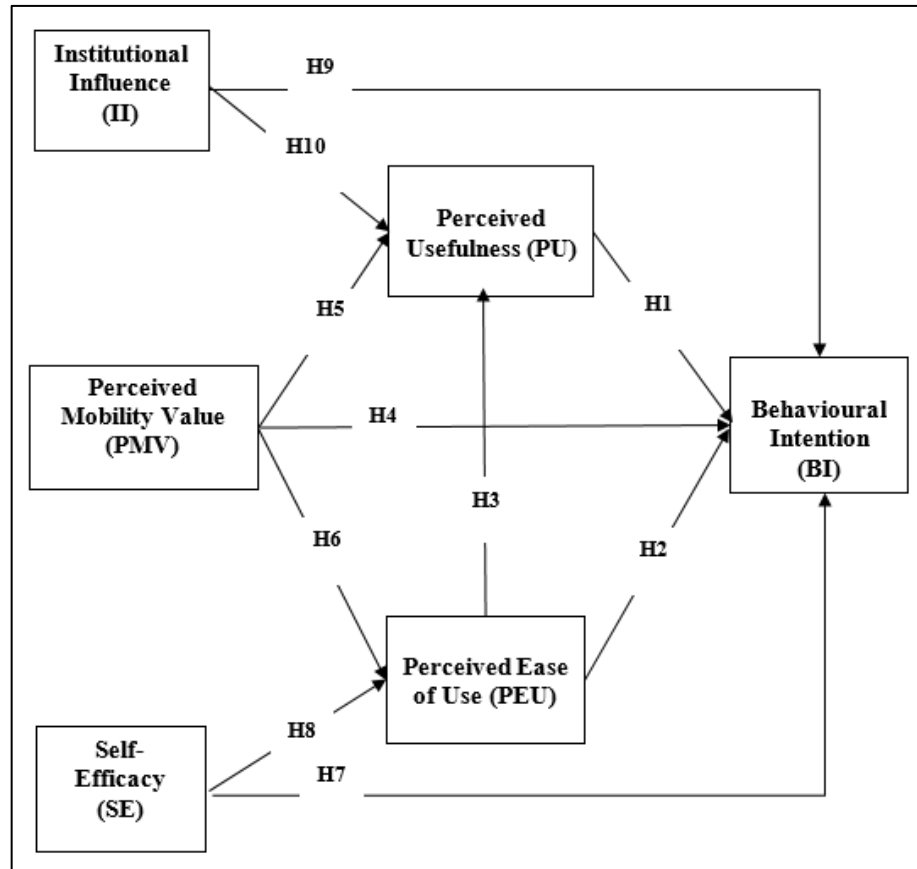 Institutional
Influence
(II)
H9
H10
Perceived
Usefulness (PU)
H5
H1
Perceived
Mobility Value
(PMV)
H4
Behavioural
Intention
(BI)
H3
H6
H2
Perceived Ease
of Use (PEU)
H8
Self-
Efficacy
(SE)
H7